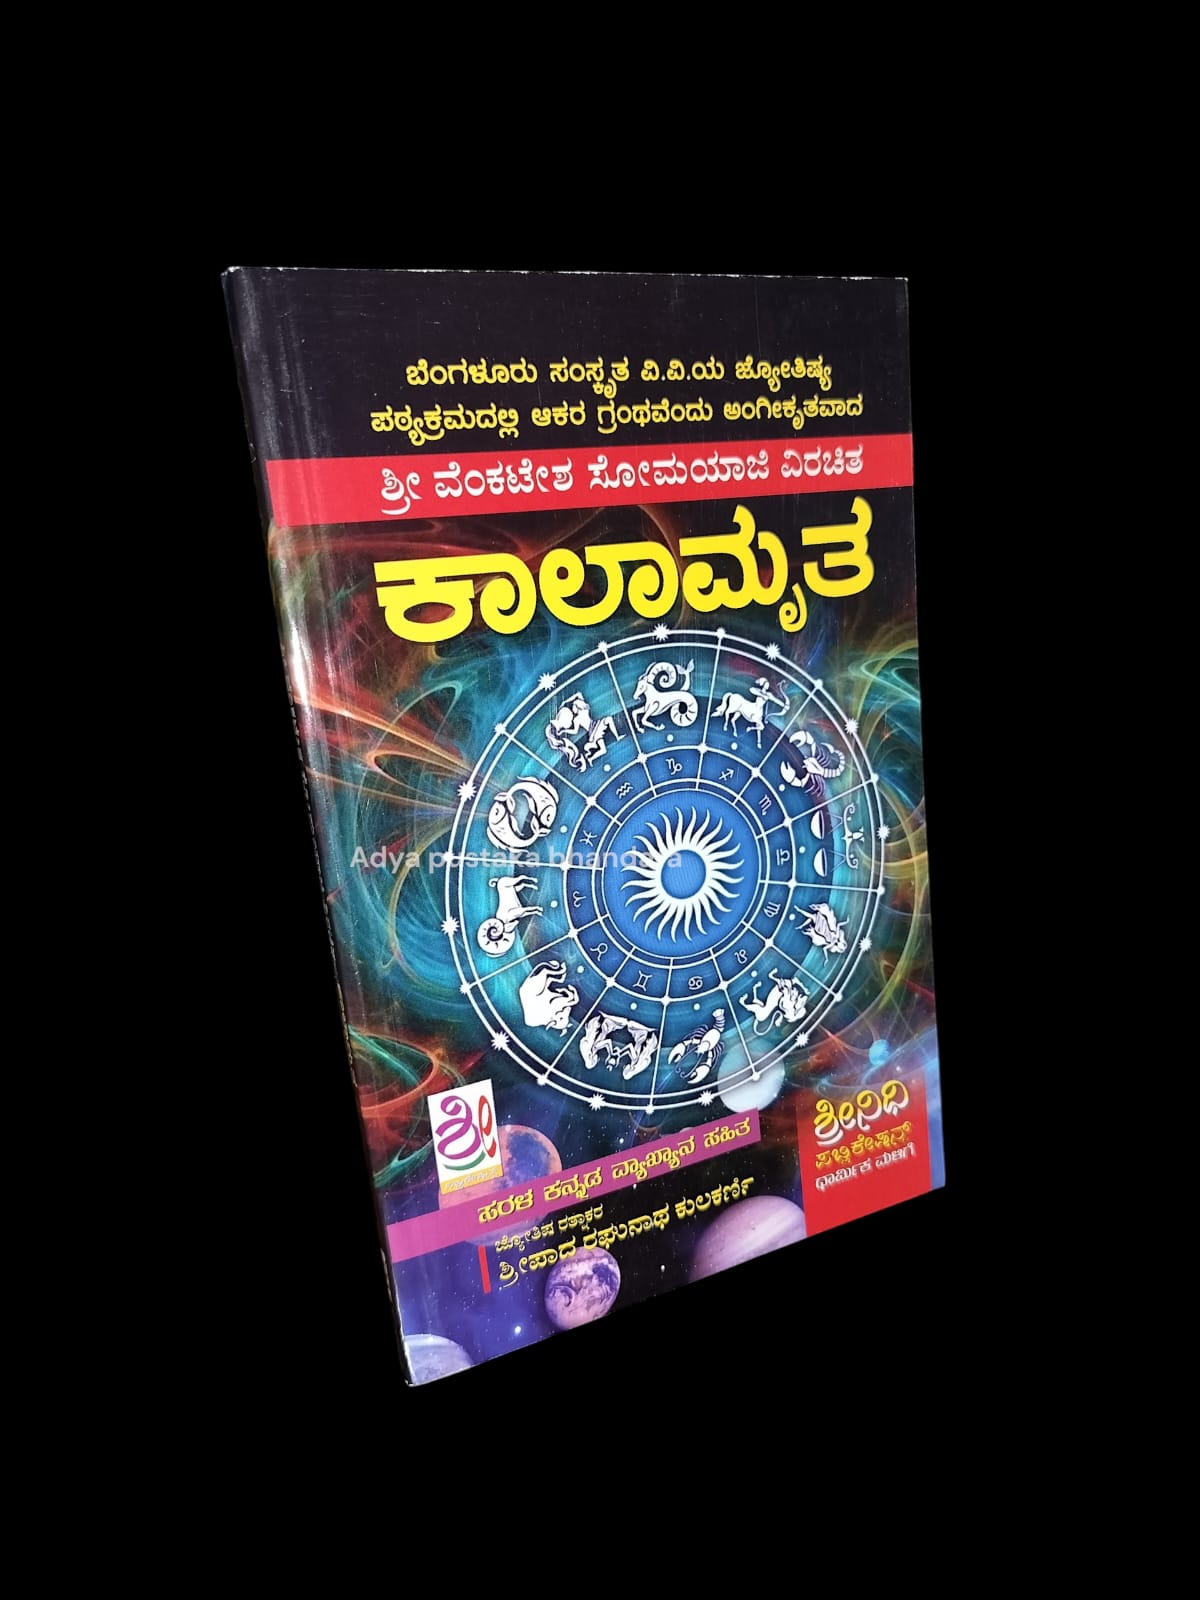 ಬೆಂಗಳೂರು ಸಂಸ್ಕೃತ ವಿ.ವಿ.ಯ ಜ್ಯೋತಿಷ್ಯ
ಪಠ್ಯಕ್ರಮದಲ್ಲಿ ಆಕರ ಗ್ರಂಥವೆಂದು ಅಂಗೀಕೃತವಾದ
ಶ್ರೀ ವೆಂಕಟೇಶ ಸೋಮಯಾಜಿ ವಿರಚಿತ
ಕಾಲಾಮೃತ
Adya pustaka bhandara
ಶ್ರೀ
ಸರಳ ಕನ್ನಡ ವ್ಯಾಖ್ಯಾನ ಸಹಿತ
ಜ್ಯೋತಿಷ ರತ್ನಾಕರ
ಶ್ರೀಪಾದ ರಘುನಾಥ ಕುಲಕರ್ಣಿ
ಶ್ರೀನಿಧಿ
ಪಬ್ಲಿಕೇಷನ್ಸ್
ಧಾರ್ಮಿಕ ಮಳಿಗೆ